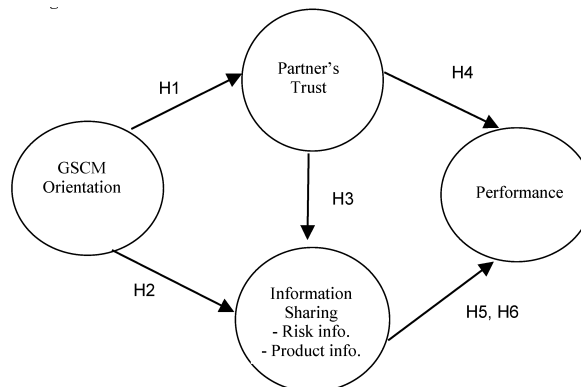 Partner's
Trust
H1
H4
GSCM
Orientation
Performance
H3
H2
Information
Sharing
- Risk info.
- Product info.
H5, H6